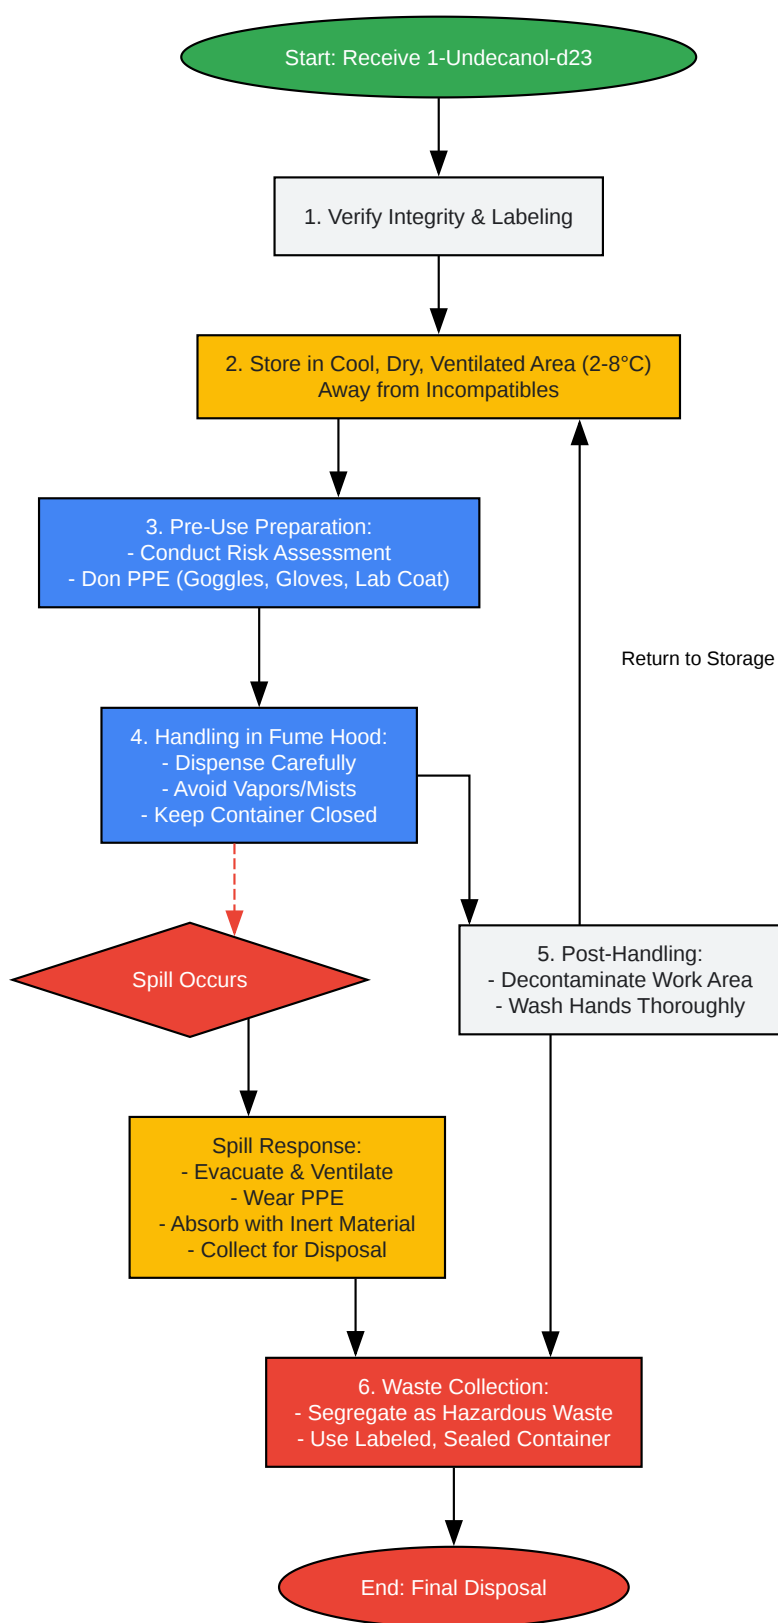 Start: Receive 1-Undecanol-d23
1. Verify Integrity & Labeling
2. Store in Cool, Dry, Ventilated Area (2-8°C)
Away from Incompatibles
3. Pre-Use Preparation:
- Conduct Risk Assessment
- Don PPE (Goggles, Gloves, Lab Coat)
Return to Storage
4. Handling in Fume Hood:
- Dispense Carefully
- Avoid Vapors/Mists
- Keep Container Closed
Spill Occurs
5. Post-Handling:
- Decontaminate Work Area
- Wash Hands Thoroughly
Spill Response:
- Evacuate & Ventilate
- Wear PPE
- Absorb with Inert Material
- Collect for Disposal
6. Waste Collection:
- Segregate as Hazardous Waste
- Use Labeled, Sealed Container
End: Final Disposal